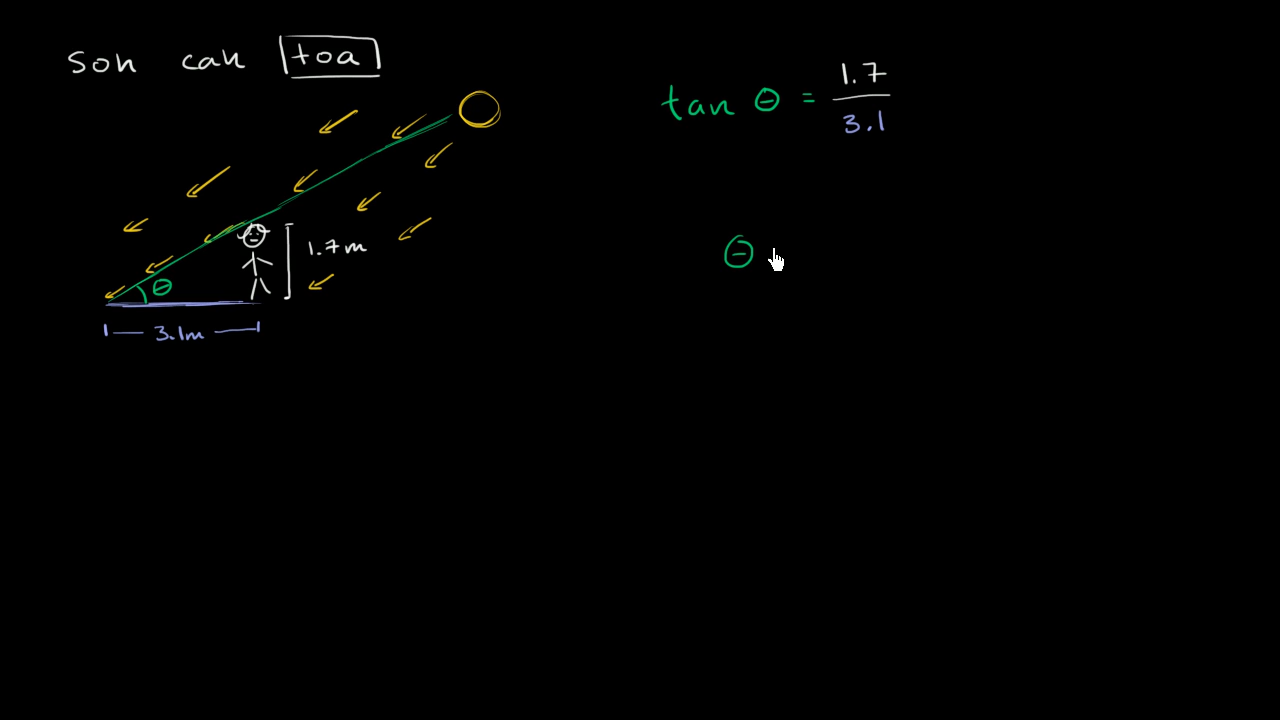 soh cah toa
tan θ = 1.7/3.1
1.7m
θ
θ
3.1m